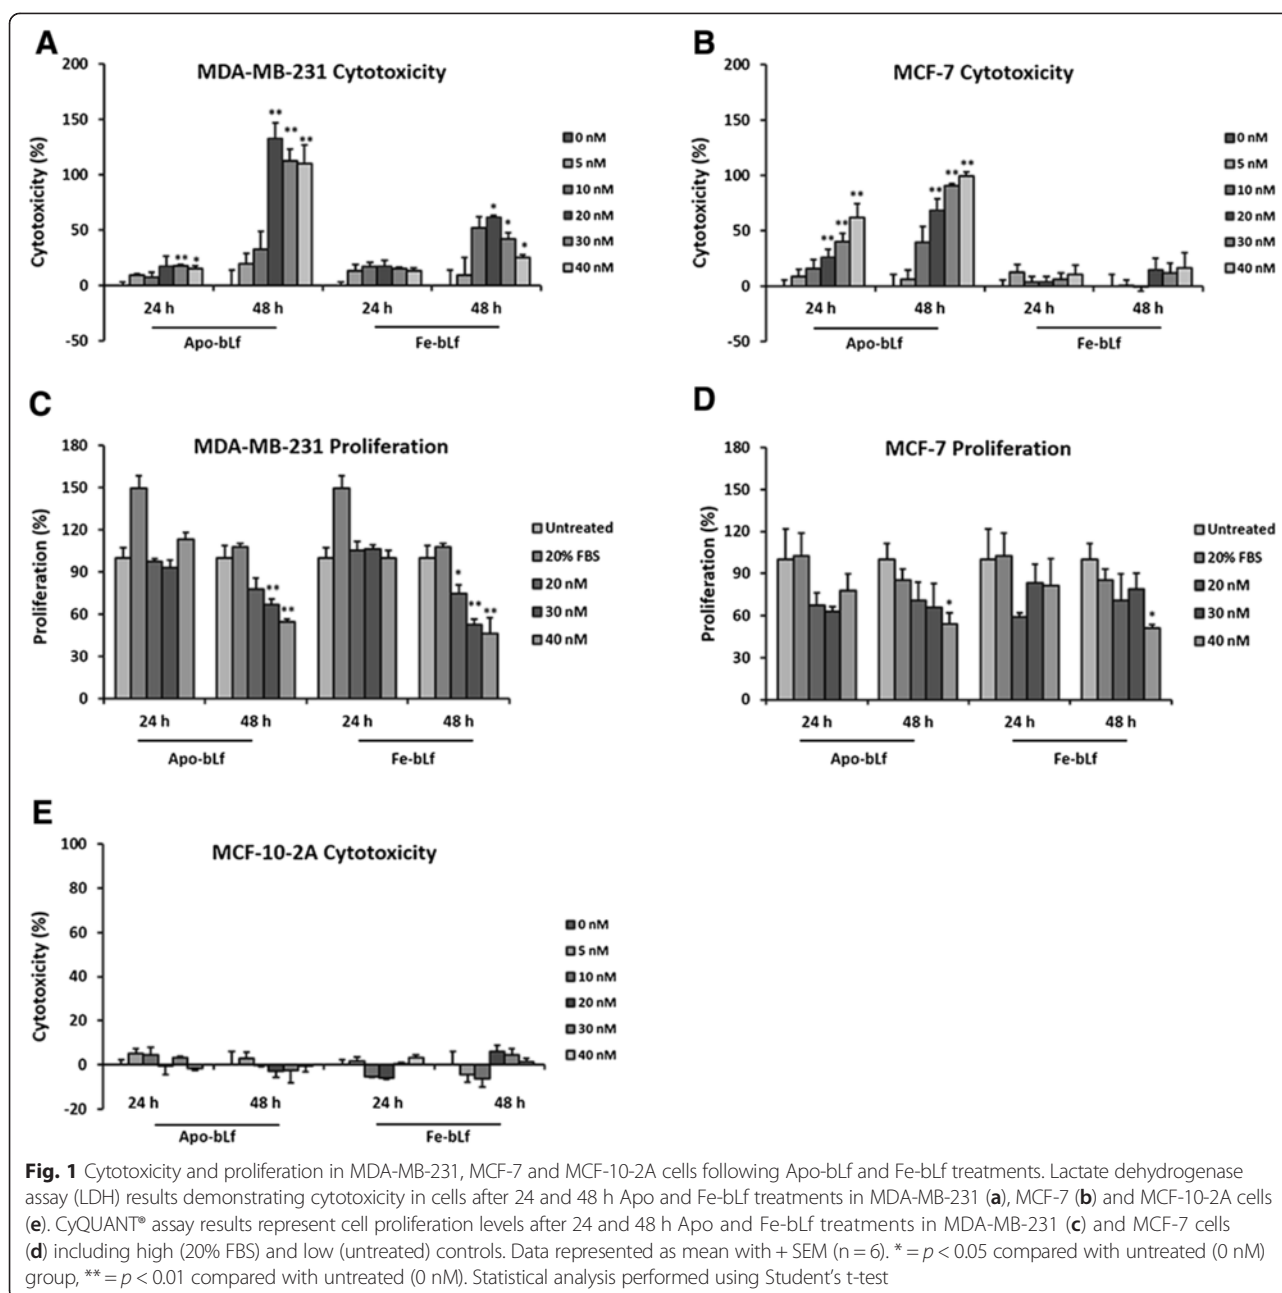 A
MDA-MB-231 Cytotoxicity
Cytotoxicity (%)
200
150
100
50
0
-50
** ** **
** *
* * *
24 h
48 h
24 h
48 h
Apo-bLf
Fe-bLf
0 nM
5 nM
10 nM
20 nM
30 nM
40 nM
B
MCF-7 Cytotoxicity
Cytotoxicity (%)
200
150
100
50
0
-50
** ** **
** ** **
24 h
48 h
24 h
48 h
Apo-bLf
Fe-bLf
0 nM
5 nM
10 nM
20 nM
30 nM
40 nM
C
MDA-MB-231 Proliferation
Proliferation (%)
180
150
120
90
60
30
0
** **
* ** **
24 h
48 h
24 h
48 h
Apo-bLf
Fe-bLf
Untreated
20% FBS
20 nM
30 nM
40 nM
D
MCF-7 Proliferation
Proliferation (%)
180
150
120
90
60
30
0
*
*
24 h
48 h
24 h
48 h
Apo-bLf
Fe-bLf
Untreated
20% FBS
20 nM
30 nM
40 nM
E
MCF-10-2A Cytotoxicity
Cytotoxicity (%)
100
80
60
40
20
0
-20
24 h
48 h
24 h
48 h
Apo-bLf
Fe-bLf
0 nM
5 nM
10 nM
20 nM
30 nM
40 nM
Fig. 1 Cytotoxicity and proliferation in MDA-MB-231, MCF-7 and MCF-10-2A cells following Apo-bLf and Fe-bLf treatments. Lactate dehydrogenase
assay (LDH) results demonstrating cytotoxicity in cells after 24 and 48 h Apo and Fe-bLf treatments in MDA-MB-231 (a), MCF-7 (b) and MCF-10-2A cells
(e). CyQUANT® assay results represent cell proliferation levels after 24 and 48 h Apo and Fe-bLf treatments in MDA-MB-231 (c) and MCF-7 cells
(d) including high (20% FBS) and low (untreated) controls. Data represented as mean with + SEM (n = 6). * = p < 0.05 compared with untreated (0 nM)
group, ** = p < 0.01 compared with untreated (0 nM). Statistical analysis performed using Student's t-test